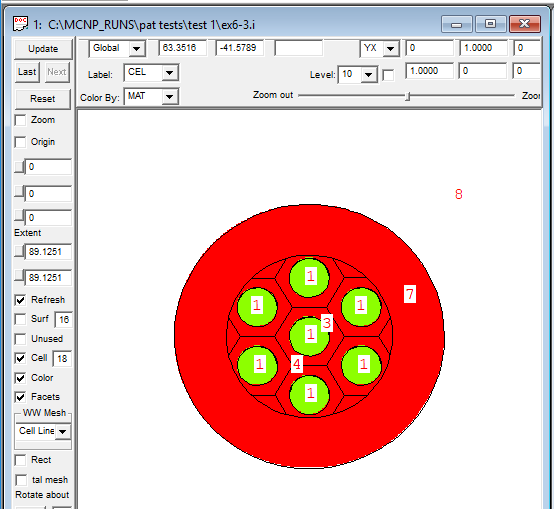 DOC 1: C:\MCNP_RUNS\pat tests\test 1\ex6-3.i
Update Global 63.3516 -41.5789 YX 0 1.0000 0
Last Next Label: CEL Level: 10 1.0000 0 0
Reset Color By: MAT Zoom out Zoor
Zoom
Origin
0
0
0
Extent
89.1251
89.1251
Refresh
Surf 16
Unused
Cell 18
Color
Facets
WW Mesh
Cell Line
Rect
tal mesh
Rotate about
8
1
7
1 1
3
1
4
1 1
1